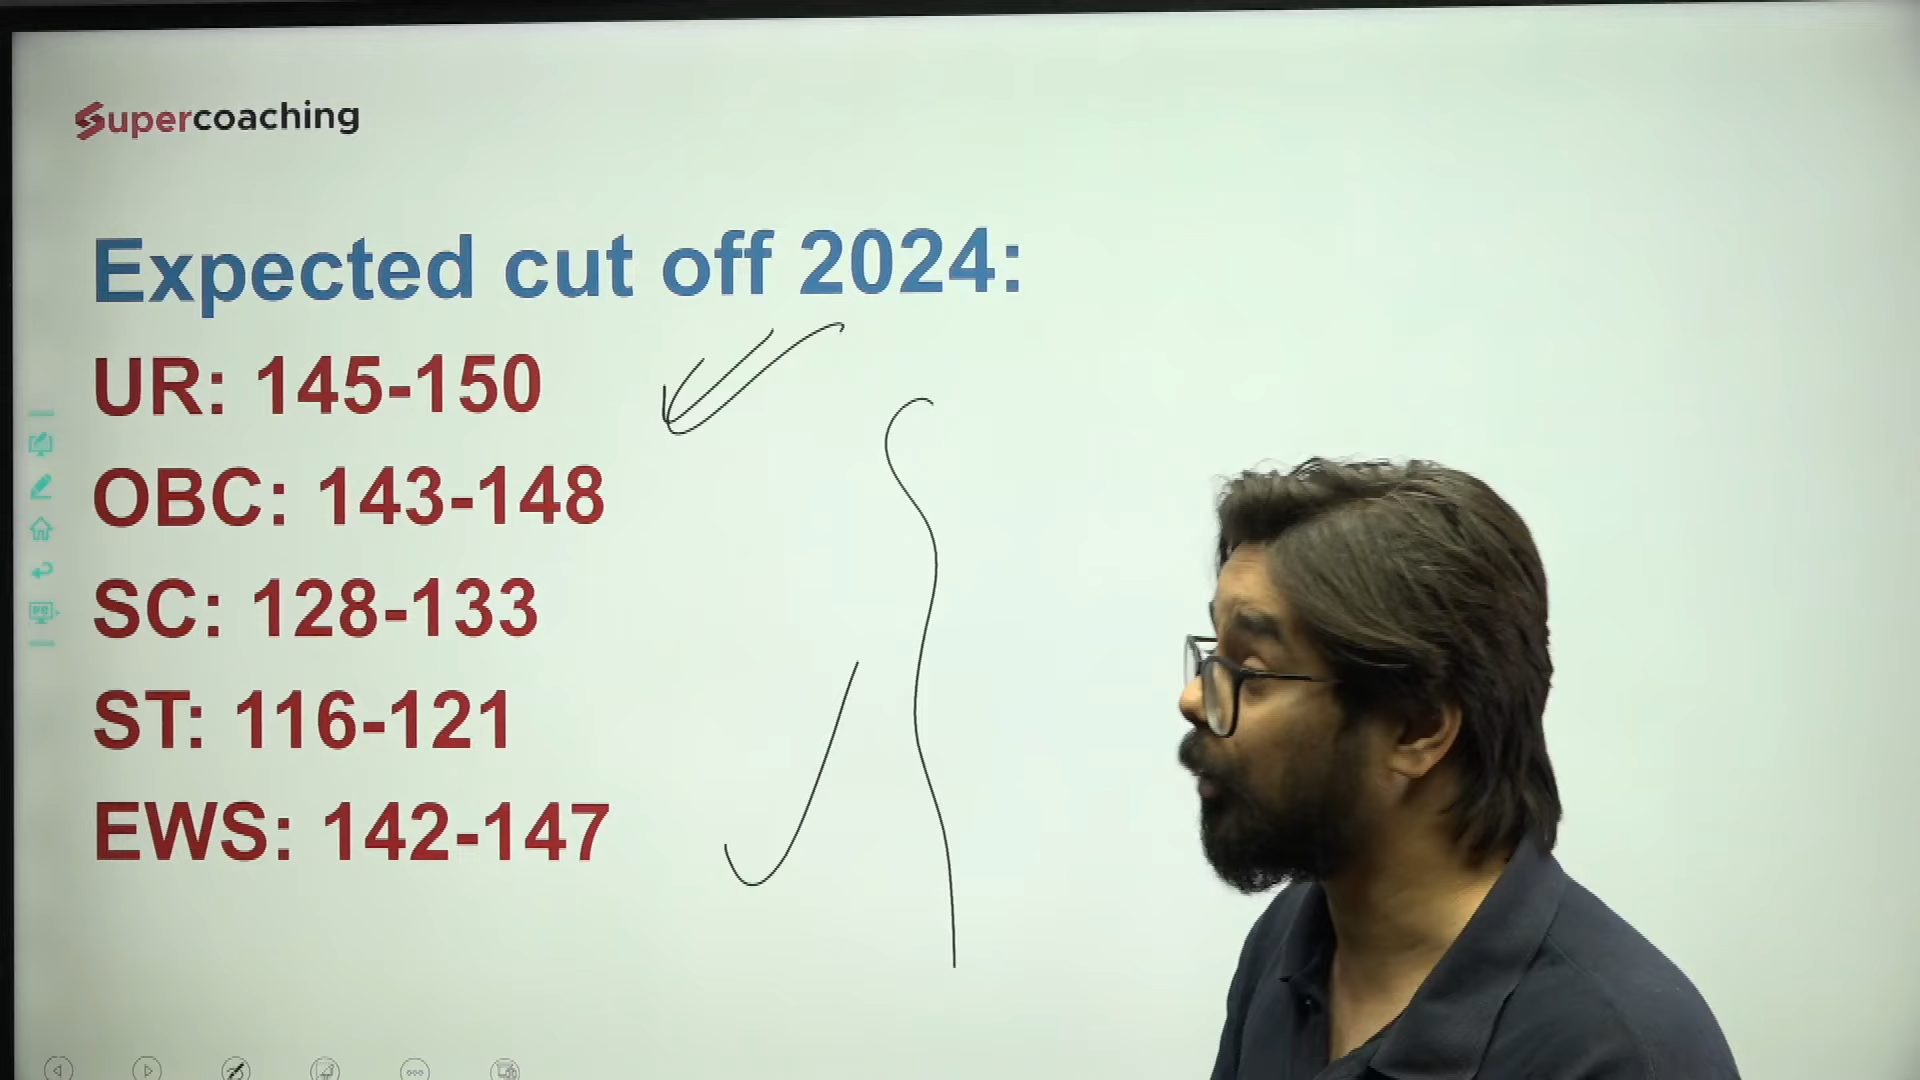 Supercoaching
Expected cut off 2024:
UR: 145-150
OBC: 143-148
SC: 128-133
ST: 116-121
EWS: 142-147